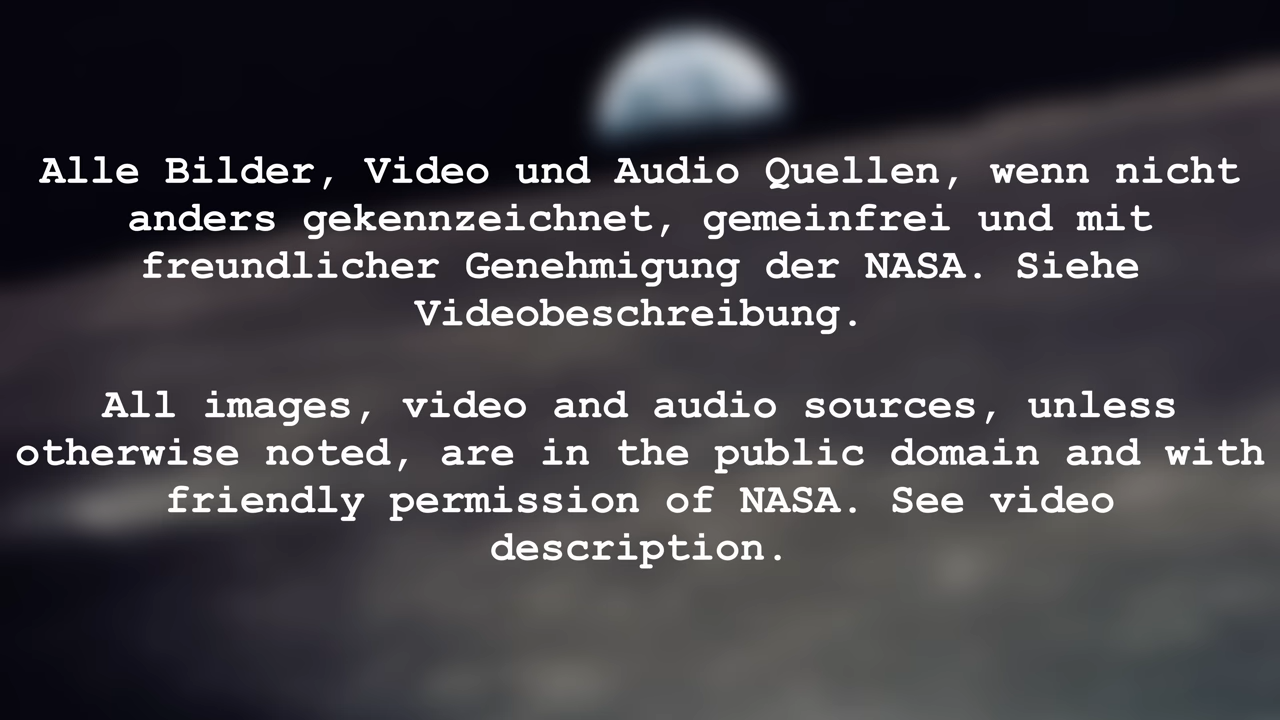 Alle Bilder, Video und Audio Quellen, wenn nicht
anders gekennzeichnet, gemeinfrei und mit
freundlicher Genehmigung der NASA. Siehe
Videobeschreibung.
All images, video and audio sources, unless
otherwise noted, are in the public domain and with
friendly permission of NASA. See video
description.